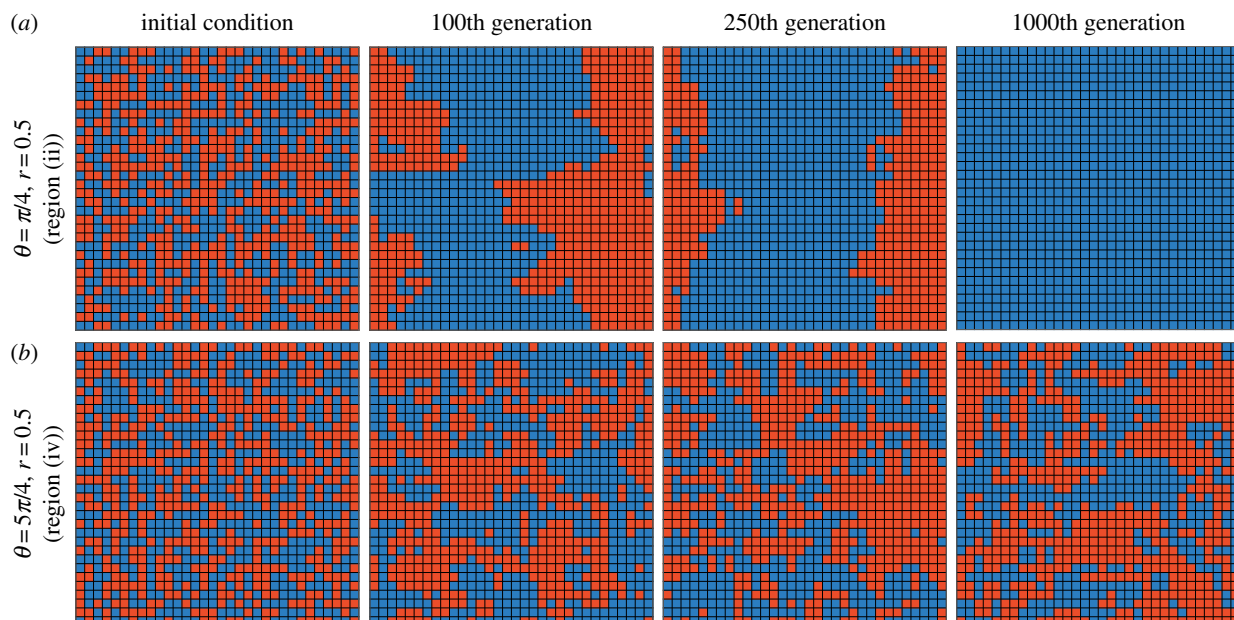 (a) initial condition 100th generation 250th generation 1000th generation
θ = π/4, r = 0.5
(region (ii))
(b)
θ = 5π/4, r = 0.5
(region (iv))